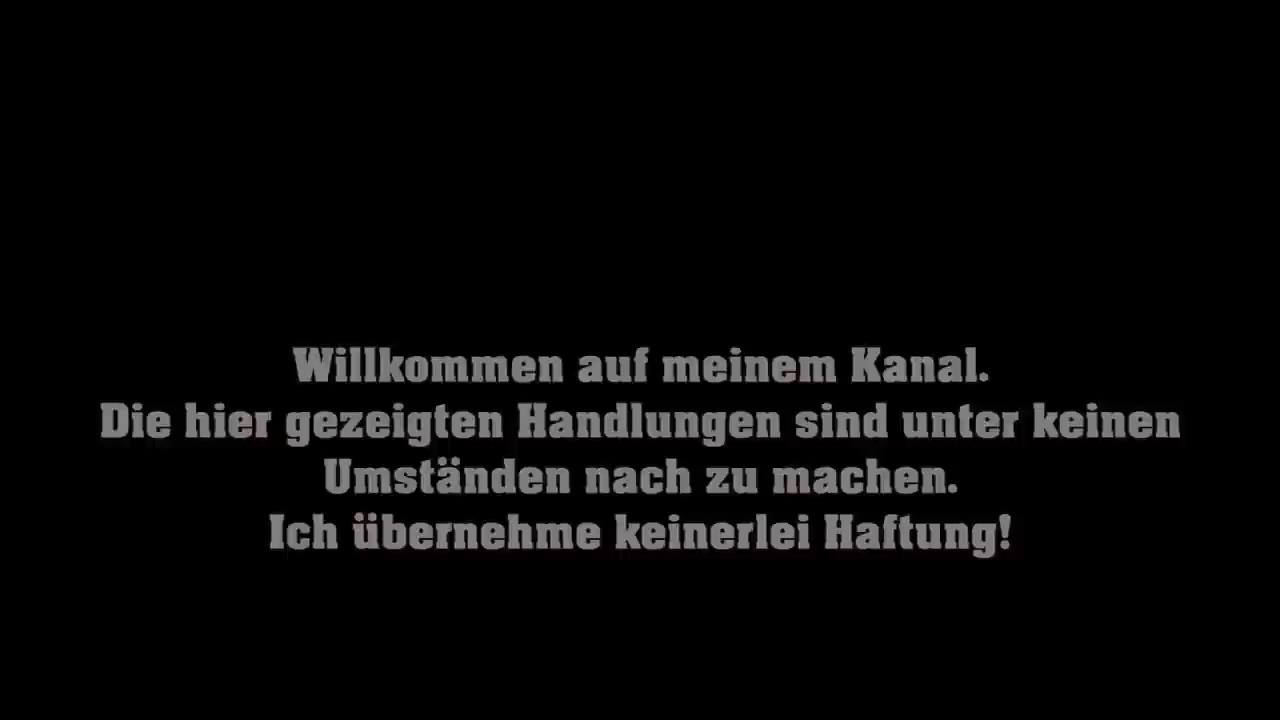 Willkommen auf meinem Kanal.
Die hier gezeigten Handlungen sind unter keinen
Umständen nach zu machen.
Ich übernehme keinerlei Haftung!